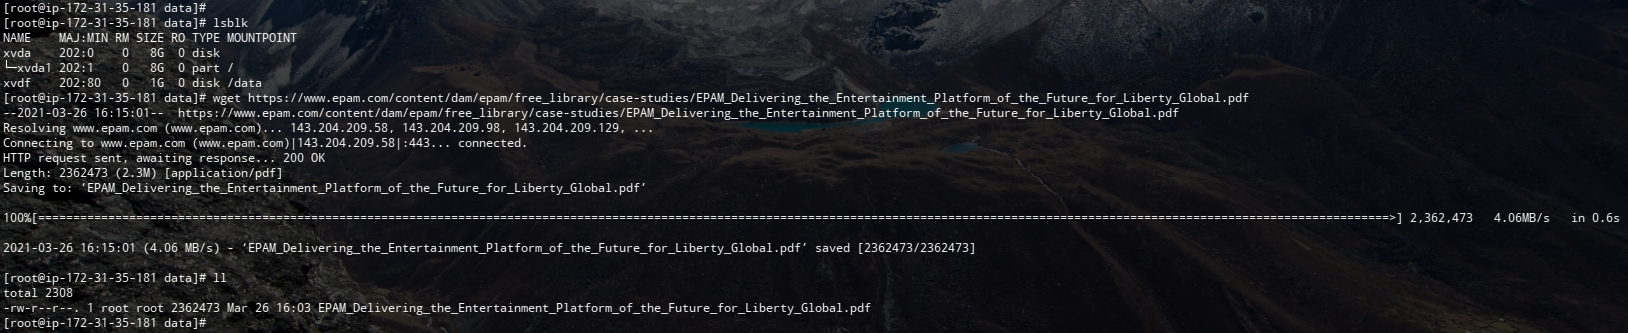 [root@ip-172-31-35-181 data]#
[root@ip-172-31-35-181 data]# lsblk
NAME    MAJ:MIN RM SIZE RO TYPE MOUNTPOINT
xvda    202:0    0   8G  0 disk
└─xvda1 202:1    0   8G  0 part /
xvdf    202:80   0   1G  0 disk /data
[root@ip-172-31-35-181 data]# wget https://www.epam.com/content/dam/epam/free_library/case-studies/EPAM_Delivering_the_Entertainment_Platform_of_the_Future_for_Liberty_Global.pdf
--2021-03-26 16:15:01--  https://www.epam.com/content/dam/epam/free_library/case-studies/EPAM_Delivering_the_Entertainment_Platform_of_the_Future_for_Liberty_Global.pdf
Resolving www.epam.com (www.epam.com)... 143.204.209.58, 143.204.209.98, 143.204.209.129, ...
Connecting to www.epam.com (www.epam.com)|143.204.209.58|:443... connected.
HTTP request sent, awaiting response... 200 OK
Length: 2362473 (2.3M) [application/pdf]
Saving to: ‘EPAM_Delivering_the_Entertainment_Platform_of_the_Future_for_Liberty_Global.pdf’
100%[===================================================================================================>] 2,362,473   4.06MB/s   in 0.6s
2021-03-26 16:15:01 (4.06 MB/s) - ‘EPAM_Delivering_the_Entertainment_Platform_of_the_Future_for_Liberty_Global.pdf’ saved [2362473/2362473]
[root@ip-172-31-35-181 data]# ll
total 2308
-rw-r--r--. 1 root root 2362473 Mar 26 16:03 EPAM_Delivering_the_Entertainment_Platform_of_the_Future_for_Liberty_Global.pdf
[root@ip-172-31-35-181 data]#